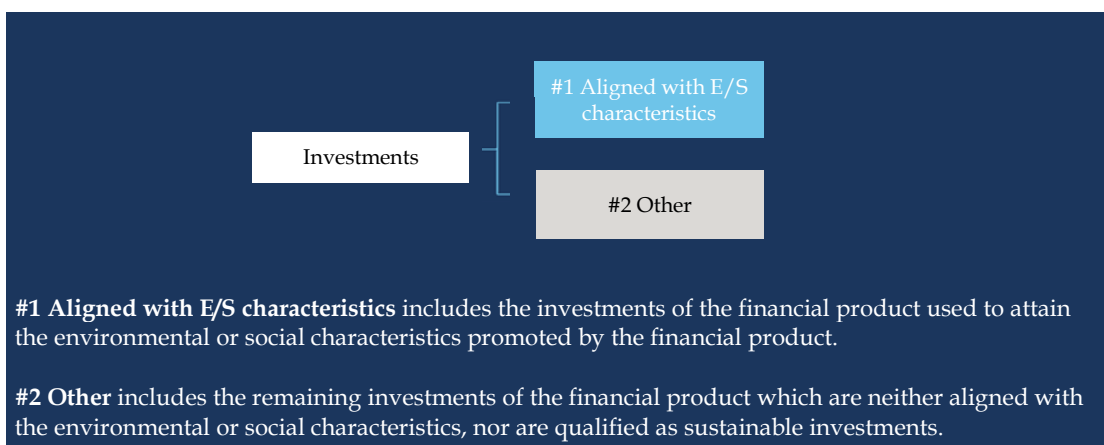 #1 Aligned with E/S
characteristics
Investments
#2 Other
#1 Aligned with E/S characteristics includes the investments of the financial product used to attain
the environmental or social characteristics promoted by the financial product.
#2 Other includes the remaining investments of the financial product which are neither aligned with
the environmental or social characteristics, nor are qualified as sustainable investments.